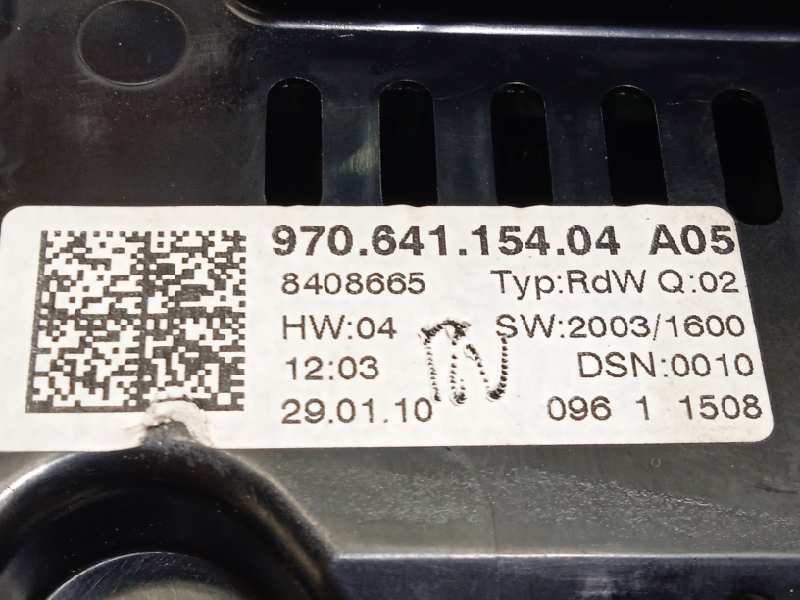 970.641.154.04 A05
8408665 Typ:RdW Q:02
HW:04 SW:2003/1600
12:03 DSN:0010
29.01.10 096 1 1508